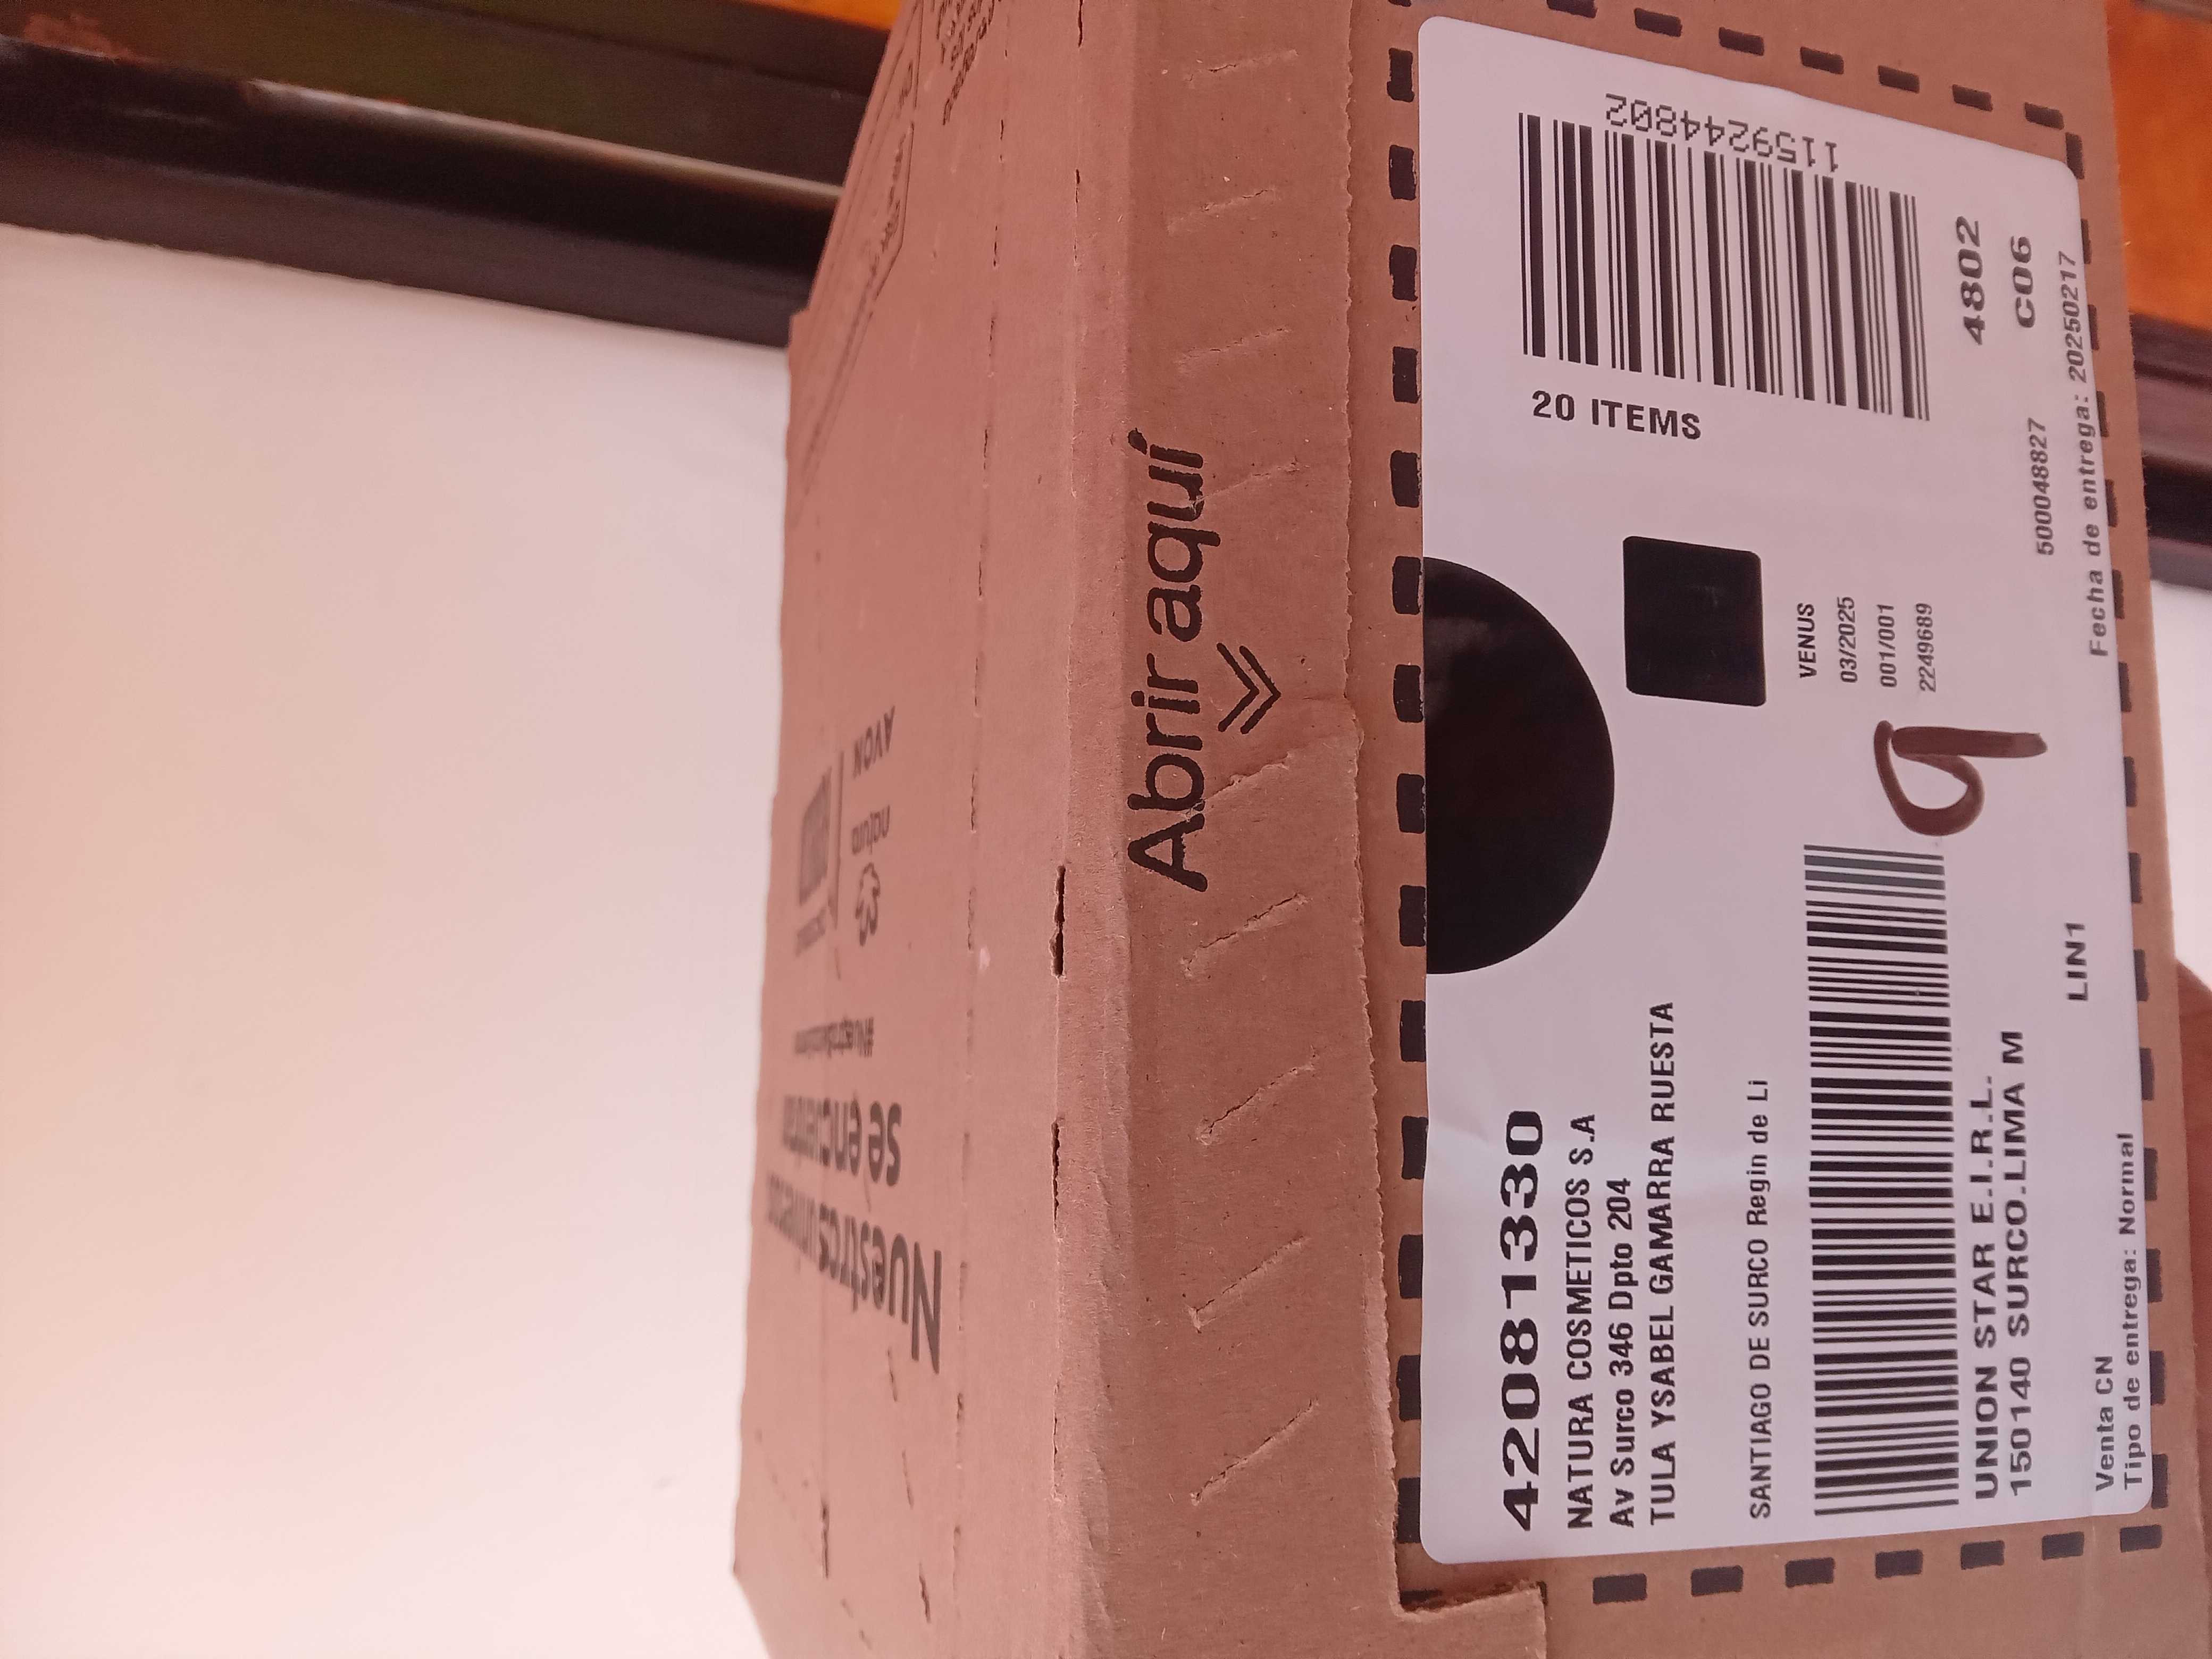 42081330
NATURA COSMETICOS S.A
Av Surco 346 Dpto 204
TULA YSABEL GAMARRA RUESTA
SANTIAGO DE SURCO Regin de Li
UNION STAR E.I.R.L.
150140 SURCO.LIMA M
LIN1
Venta CN
Tipo de entrega: Normal
9
VENUS
03/2025
001/001
2249689
20 ITEMS
1159244802
4802
C06
50048827
Fecha de entrega: 20250217
Abrir aquí
Nuestros
se encuentran
natura
AVON